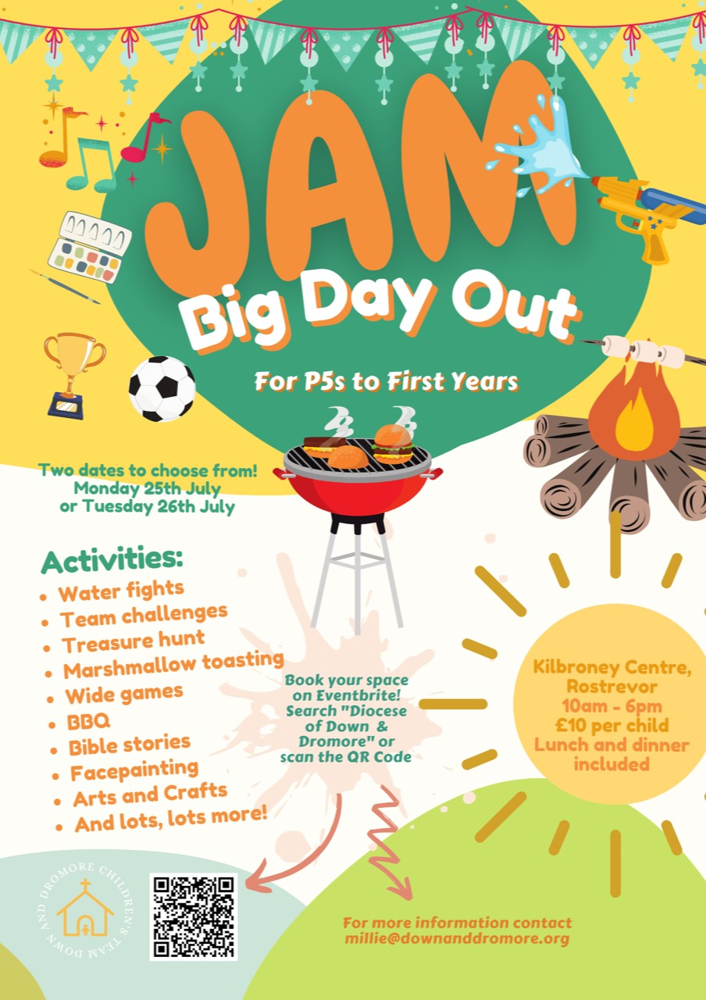 JAM
Big Day Out
For P5s to First Years
Two dates to choose from!
Monday 25th July
or Tuesday 26th July
Activities:
• Water fights
• Team challenges
• Treasure hunt
• Marshmallow toasting
• Wide games
• BBQ
• Bible stories
• Facepainting
• Arts and Crafts
• And lots, lots more!
Book your space
on Eventbrite!
Search "Diocese
of Down &
Dromore" or
scan the QR Code
Kilbroney Centre,
Rostrevor
10am - 6pm
£10 per child
Lunch and dinner
included
DOWN AND DROMORE CHILDREN'S TEAM
For more information contact
millie@downanddromore.org